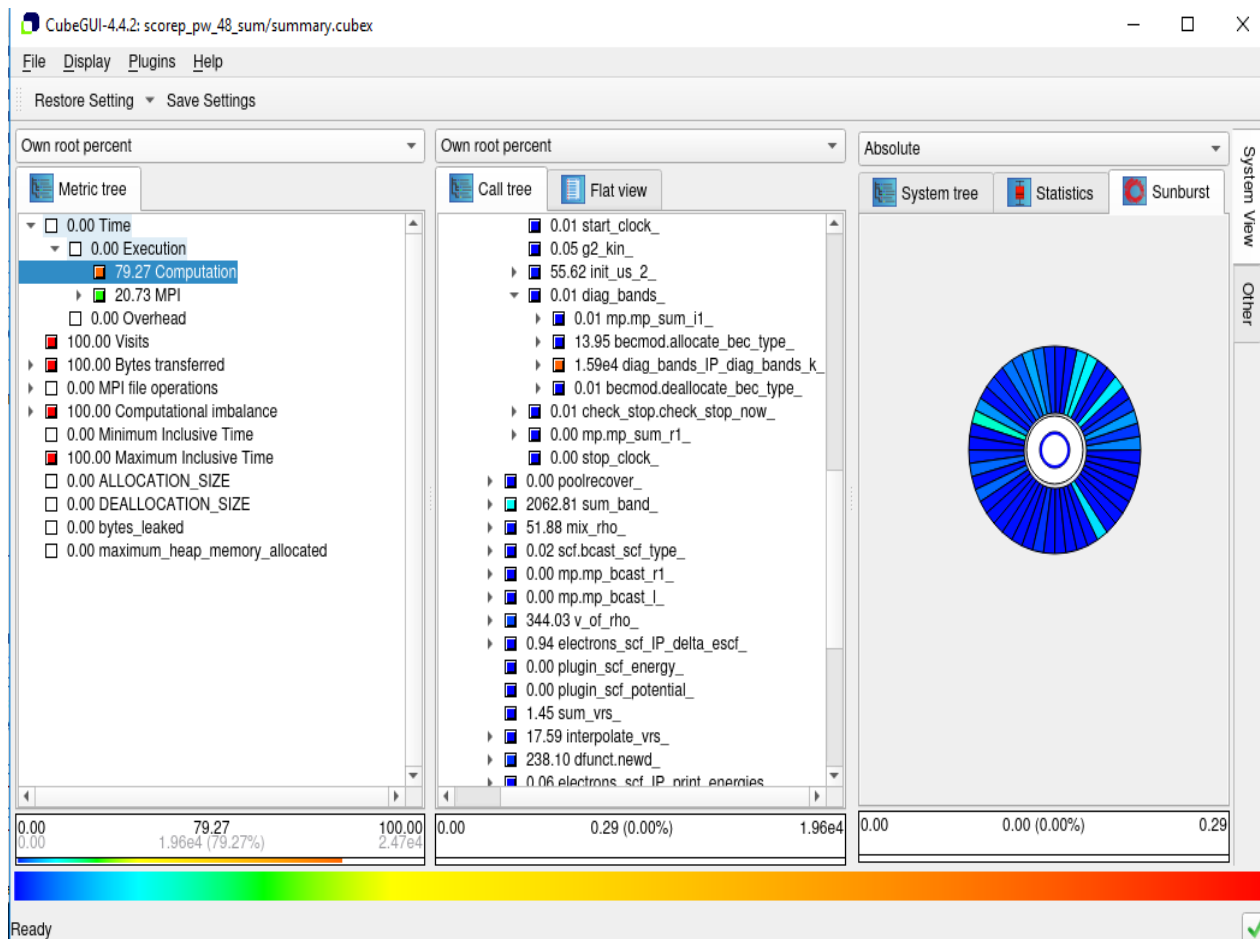 CubeGUI-4.4.2: scorep_pw_48_sum/summary.cubex
File Display Plugins Help
Restore Setting Save Settings
Own root percent
Metric tree
0.00 Time
0.00 Execution
79.27 Computation
20.73 MPI
0.00 Overhead
100.00 Visits
100.00 Bytes transferred
0.00 MPI file operations
100.00 Computational imbalance
0.00 Minimum Inclusive Time
100.00 Maximum Inclusive Time
0.00 ALLOCATION_SIZE
0.00 DEALLOCATION_SIZE
0.00 bytes_leaked
0.00 maximum_heap_memory_allocated
0.00 79.27 100.00
0.00 1.96e4 (79.27%) 2.47e4
Own root percent
Call tree Flat view
0.01 start_clock_
0.05 g2_kin_
55.62 init_us_2_
0.01 diag_bands_
0.01 mp.mp_sum_i1_
13.95 becmod.allocate_bec_type_
1.59e4 diag_bands_IP_diag_bands_k_
0.01 becmod.deallocate_bec_type_
0.01 check_stop.check_stop_now_
0.00 mp.mp_sum_r1_
0.00 stop_clock_
0.00 poolrecover_
2062.81 sum_band_
51.88 mix_rho_
0.02 scf.bcast_scf_type_
0.00 mp.mp_bcast_r1_
0.00 mp.mp_bcast_l_
344.03 v_of_rho_
0.94 electrons_scf_IP_delta_escf_
0.00 plugin_scf_energy_
0.00 plugin_scf_potential_
1.45 sum_vrs_
17.59 interpolate_vrs_
238.10 dfunct.newd_
0.06 electrons_scf_IP_print_energies
0.00 0.29 (0.00%) 1.96e4
Absolute
System tree Statistics Sunburst
0.00 0.00 (0.00%) 0.29
System View
Other
Ready